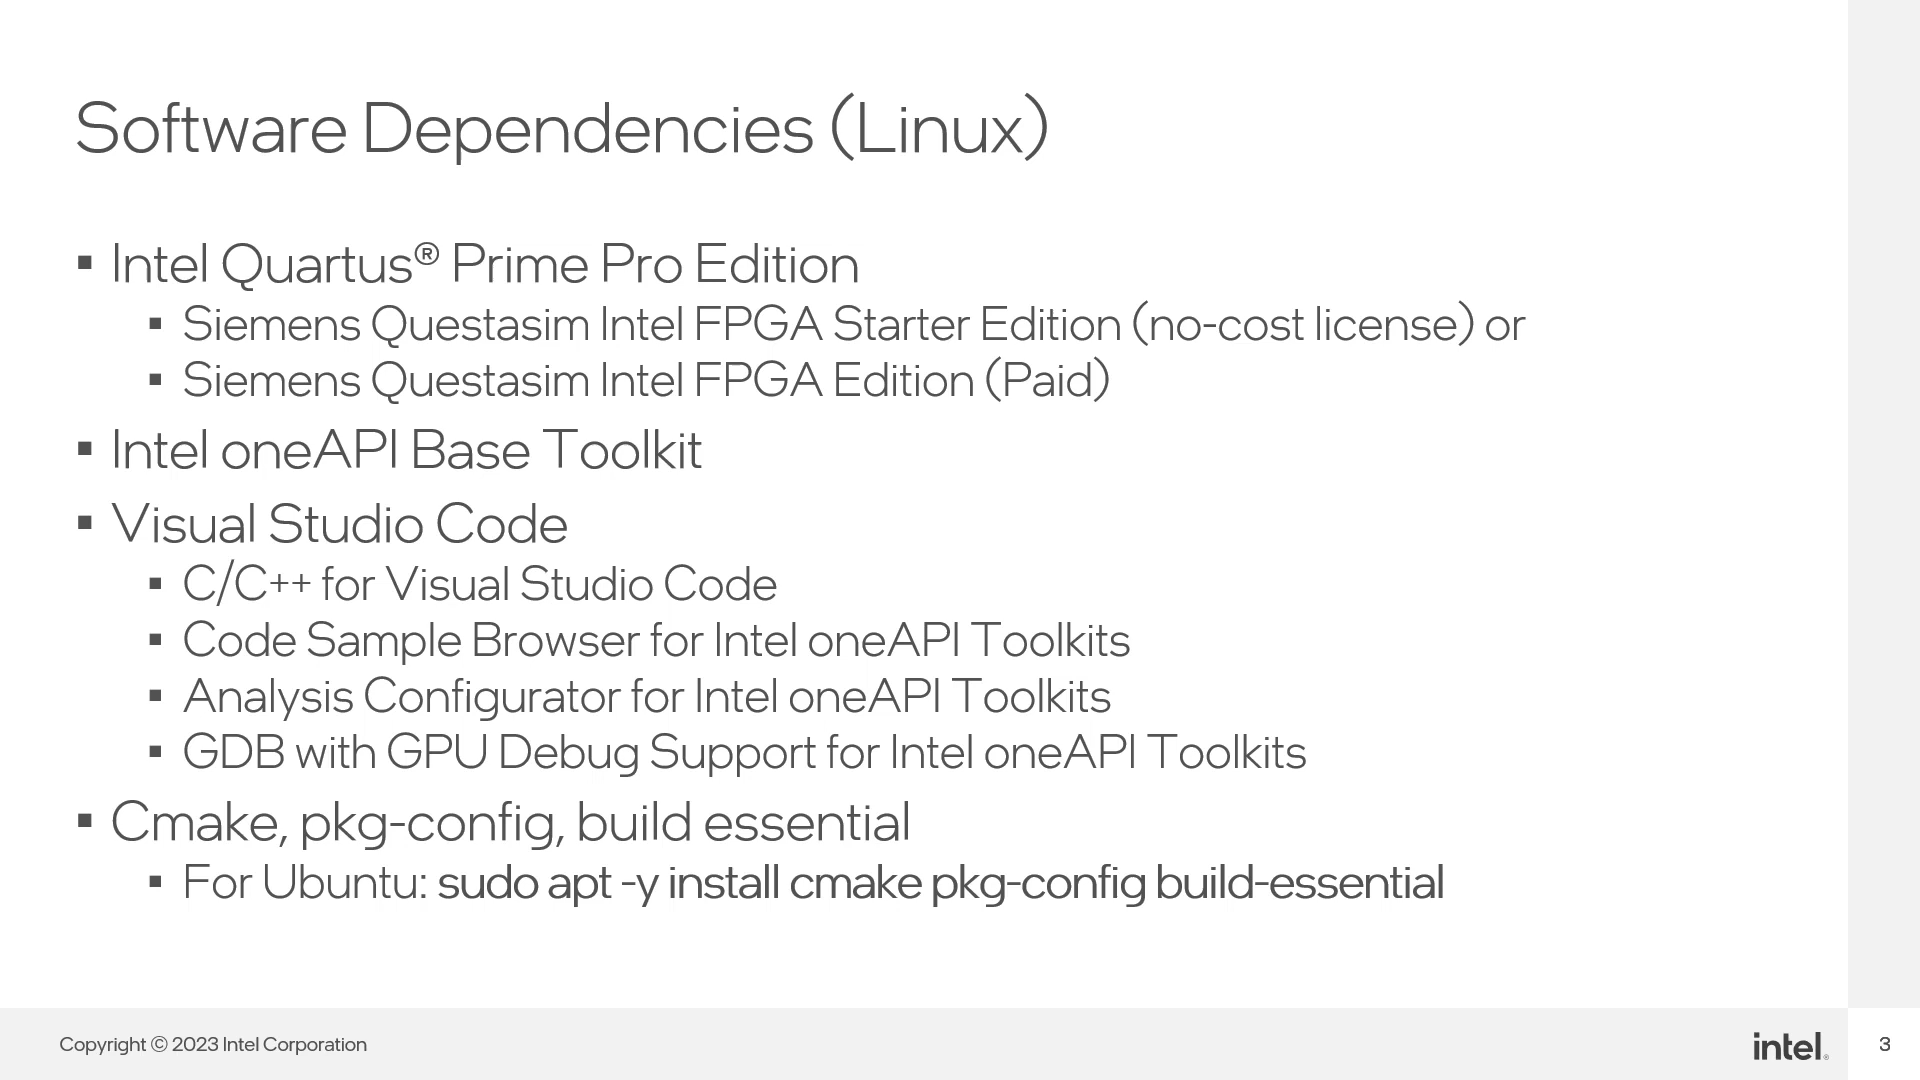 Software Dependencies (Linux)
▪ Intel Quartus® Prime Pro Edition
▪ Siemens Questasim Intel FPGA Starter Edition (no-cost license) or
▪ Siemens Questasim Intel FPGA Edition (Paid)
▪ Intel oneAPI Base Toolkit
▪ Visual Studio Code
▪ C/C++ for Visual Studio Code
▪ Code Sample Browser for Intel oneAPI Toolkits
▪ Analysis Configurator for Intel oneAPI Toolkits
▪ GDB with GPU Debug Support for Intel oneAPI Toolkits
▪ Cmake, pkg-config, build essential
▪ For Ubuntu: sudo apt -y install cmake pkg-config build-essential
Copyright © 2023 Intel Corporation
intel®
3